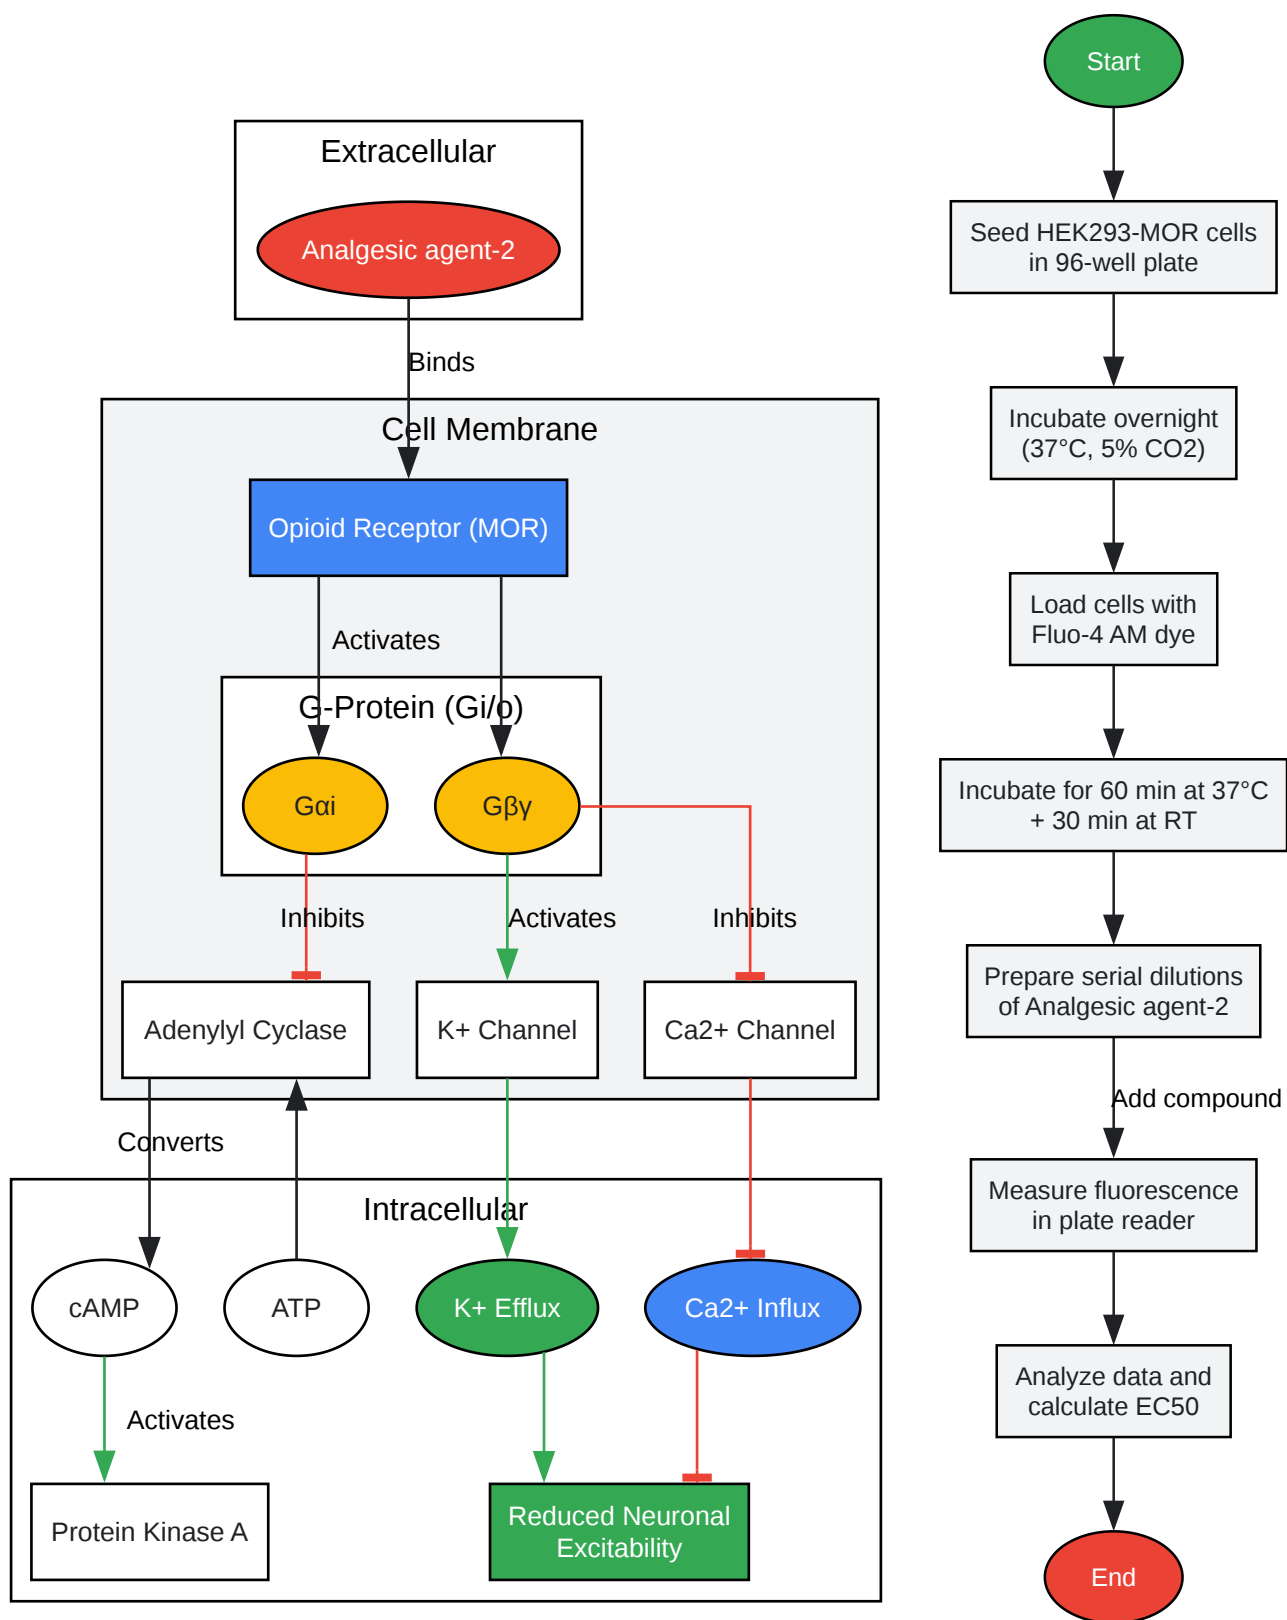 Extracellular
Analgesic agent-2
Binds
Cell Membrane
Opioid Receptor (MOR)
Activates
G-Protein (Gi/o)
Gαi
Gβγ
Inhibits
Activates
Inhibits
Adenylyl Cyclase
K+ Channel
Ca2+ Channel
Converts
Intracellular
cAMP
ATP
K+ Efflux
Ca2+ Influx
Activates
Protein Kinase A
Reduced Neuronal
Excitability
Start
Seed HEK293-MOR cells
in 96-well plate
Incubate overnight
(37°C, 5% CO2)
Load cells with
Fluo-4 AM dye
Incubate for 60 min at 37°C
+ 30 min at RT
Prepare serial dilutions
of Analgesic agent-2
Add compound
Measure fluorescence
in plate reader
Analyze data and
calculate EC50
End